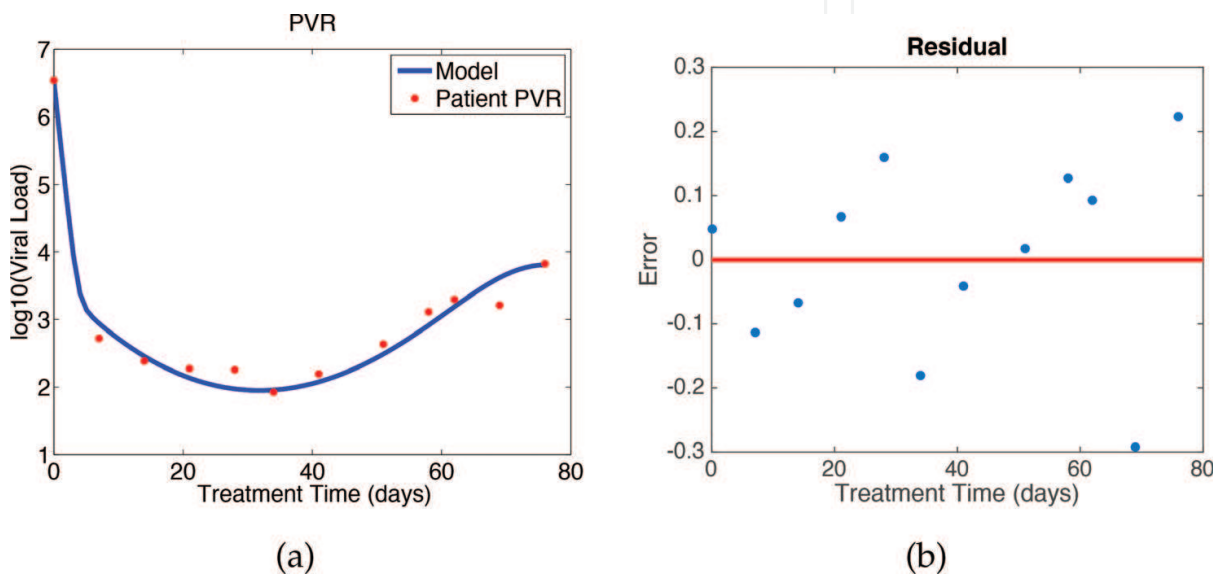 PVR
7
6
5
4
3
2
1
log10(Viral Load)
Model
Patient PVR
0 20 40 60 80
Treatment Time (days)
(a)
Residual
0.3
0.2
0.1
0
-0.1
-0.2
-0.3
Error
0 20 40 60 80
Treatment Time (days)
(b)